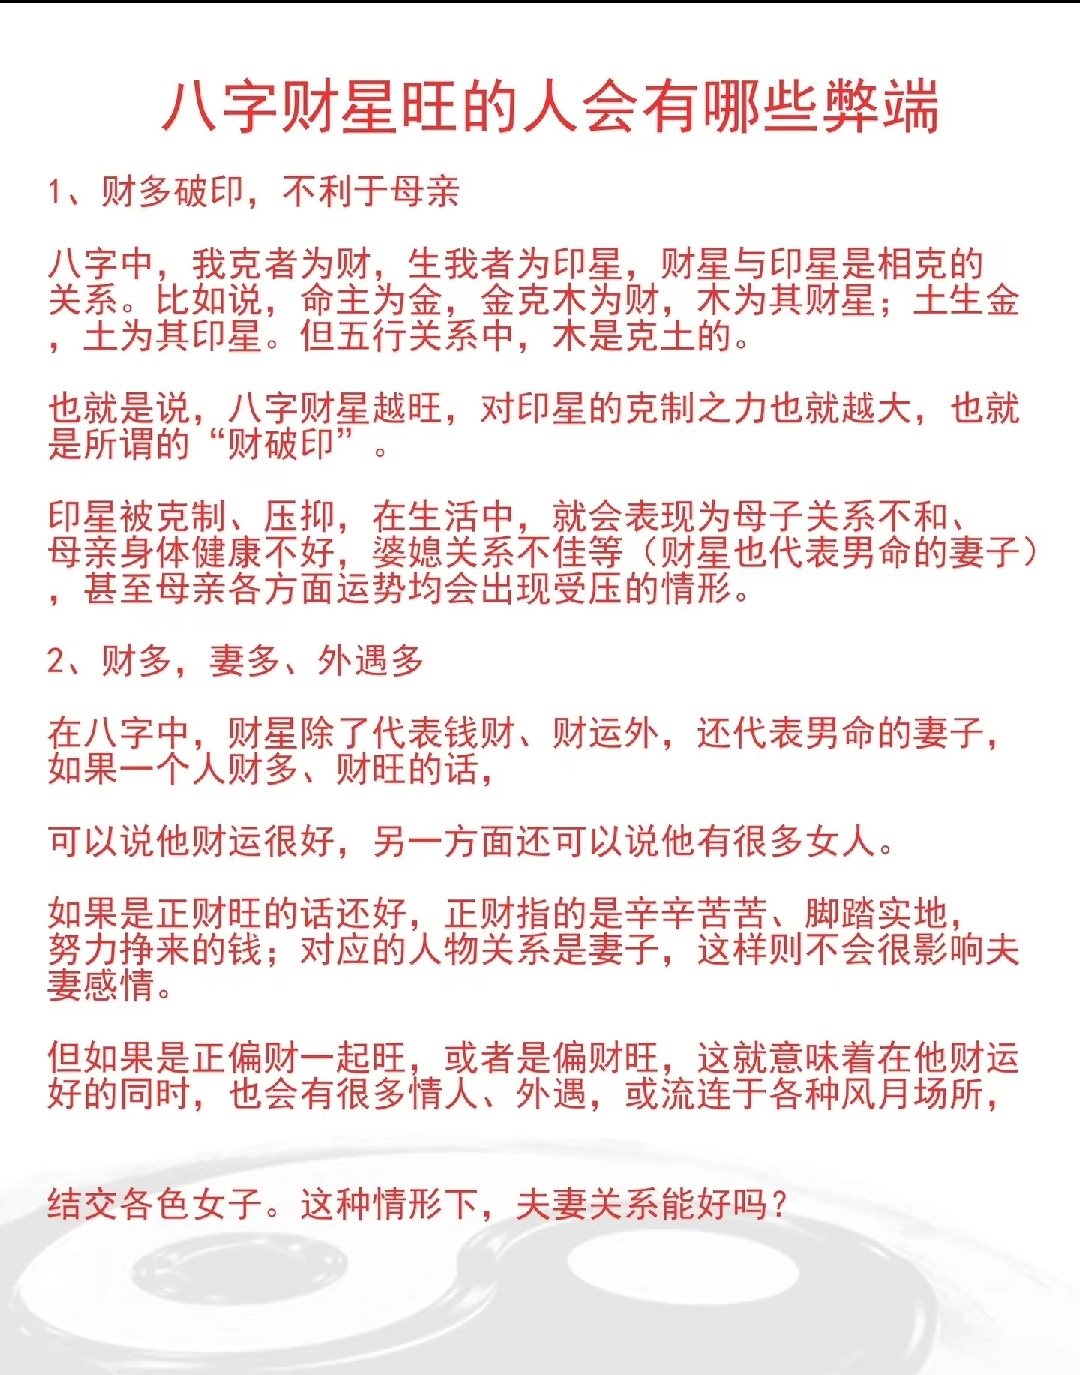 八字财星旺的人会有哪些弊端
1、财多破印，不利于母亲
八字中，我克者为财，生我者为印星，财星与印星是相克的
关系。比如说，命主为金，金克木为财，木为其财星；土生金
，土为其印星。但五行关系中，木是克土的。
也就是说，八字财星越旺，对印星的克制之力也就越大，也就
是所谓的“财破印”。
印星被克制、压抑，在生活中，就会表现为母子关系不和、
母亲身体健康不好，婆媳关系不佳等（财星也代表男命的妻子）
，甚至母亲各方面运势均会出现受压的情形。
2、财多，妻多、外遇多
在八字中，财星除了代表钱财、财运外，还代表男命的妻子，
如果一个人财多、财旺的话，
可以说他财运很好，另一方面还可以说他有很多女人。
如果是正财旺的话还好，正财指的是辛辛苦苦、脚踏实地，
努力挣来的钱；对应的人物关系是妻子，这样则不会很影响夫
妻感情。
但如果是正偏财一起旺，或者是偏财旺，这就意味着在他财运
好的同时，也会有很多情人、外遇，或流连于各种风月场所，
结交各色女子。这种情形下，夫妻关系能好吗？